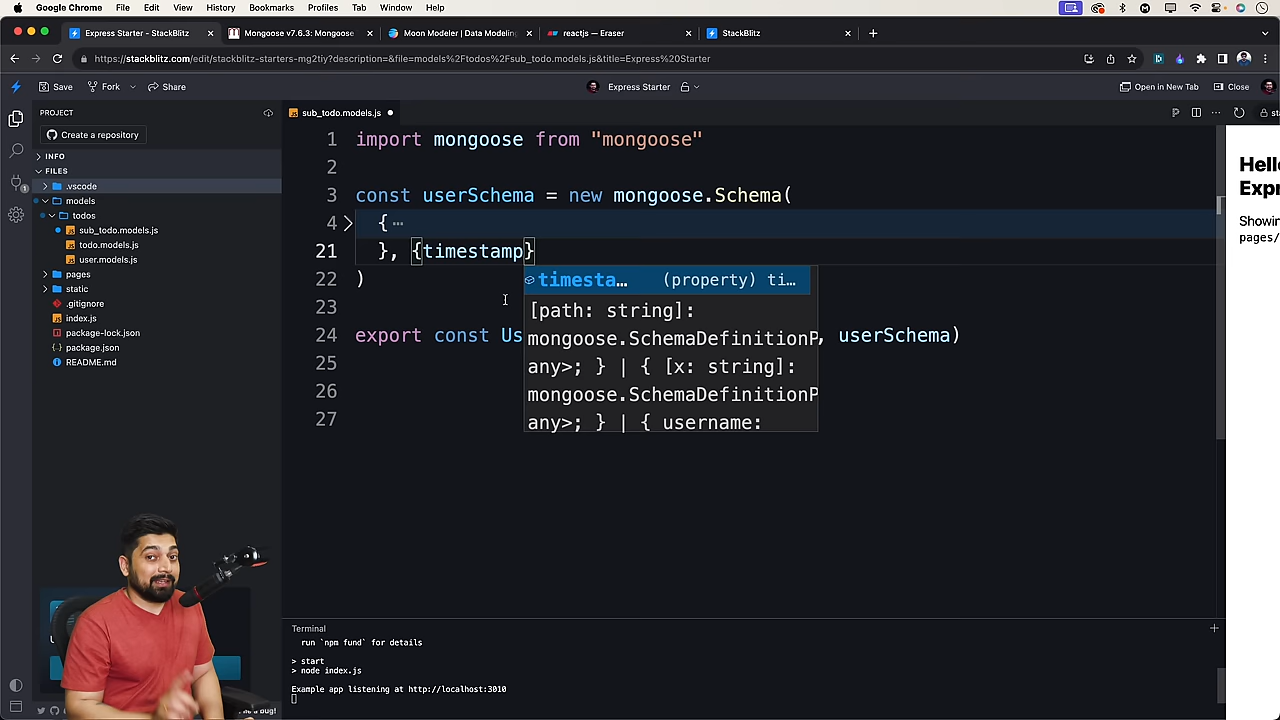 Google Chrome File Edit View History Bookmarks Profiles Tab Window Help
Express Starter - StackBlitz
Mongoose v7.6.3: Mongoose
Moon Modeler | Data Modeling
reactjs — Eraser
StackBlitz
https://stackblitz.com/edit/stackblitz-starters-mg2tiy?description=&file=models%2Ftodos%2Fsub_todo.models.js&title=Express%20Starter
Save Fork Share
Express Starter
Open in New Tab Close
PROJECT
Create a repository
INFO
FILES
.vscode
models
todos
sub_todo.models.js
todo.models.js
user.models.js
pages
static
.gitignore
index.js
package-lock.json
package.json
README.md
sub_todo.models.js
1 import mongoose from "mongoose"
2
3 const userSchema = new mongoose.Schema(
4 { ⋯
21 }, {timestamp}
22 )
23
24 export const Us , userSchema)
25
26
27
timesta… (property) ti…
[path: string]:
mongoose.SchemaDefinitionP
any>; } | { [x: string]:
mongoose.SchemaDefinitionP
any>; } | { username:
Hell
Expr
Showin
pages/
Terminal
run `npm fund` for details
> start
> node index.js
Example app listening at http://localhost:3010
a bug!